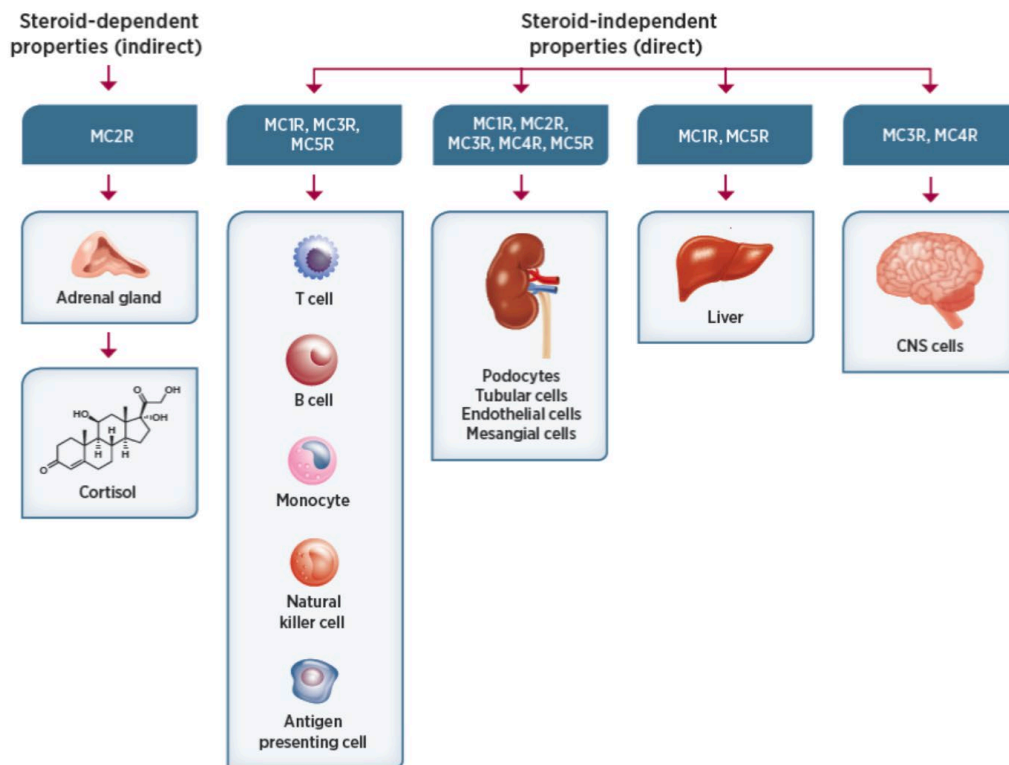 Steroid-dependent
properties (indirect)
Steroid-independent
properties (direct)
MC2R
MC1R, MC3R,
MC5R
MC1R, MC2R,
MC3R, MC4R, MC5R
MC1R, MC5R
MC3R, MC4R
Adrenal gland
O
OH
HO
OH
H
H
H
O
Cortisol
T cell
B cell
Monocyte
Natural
killer cell
Antigen
presenting cell
Podocytes
Tubular cells
Endothelial cells
Mesangial cells
Liver
CNS cells